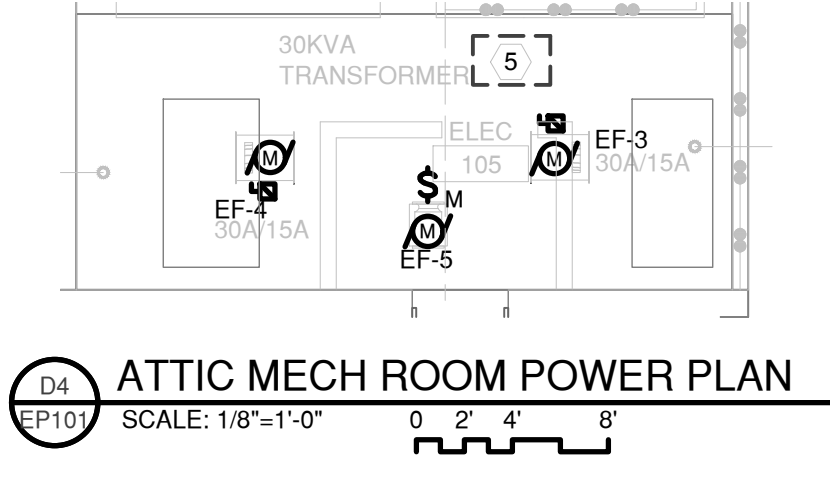 30KVA
TRANSFORMER
5
ELEC
105
EF-3
30A/15A
M
M
EF-4
30A/15A
$
M
M
EF-5
D4
EP101
ATTIC MECH ROOM POWER PLAN
SCALE: 1/8"=1'-0"
0 2' 4' 8'